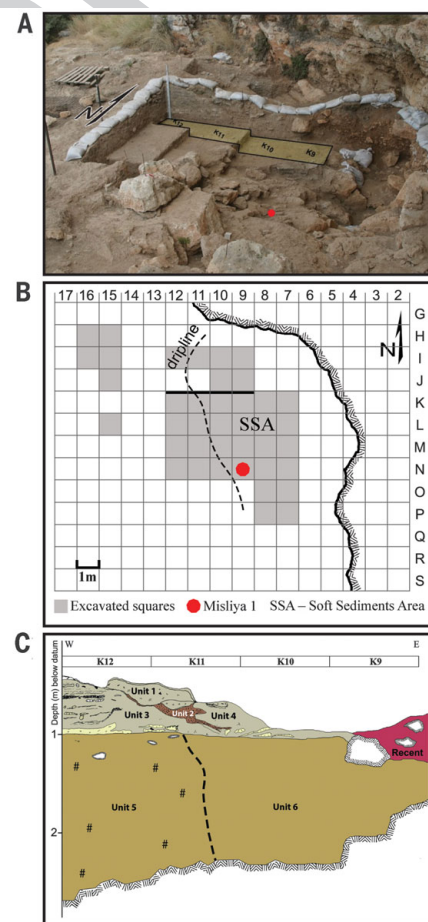 A
N
K12
K11
K10
K9
B
17 16 15 14 13 12 11 10 9 8 7 6 5 4 3 2
G
H
I
J
K
L
M
N
O
P
Q
R
S
dripline
N
SSA
1m
Excavated squares Misliya 1 SSA – Soft Sediments Area
C
W E
K12 K11 K10 K9
Depth (m) below datum
Unit 1
Unit 2
Unit 3
Unit 4
1
Recent
# #
#
Unit 5 Unit 6
#
2
#
#